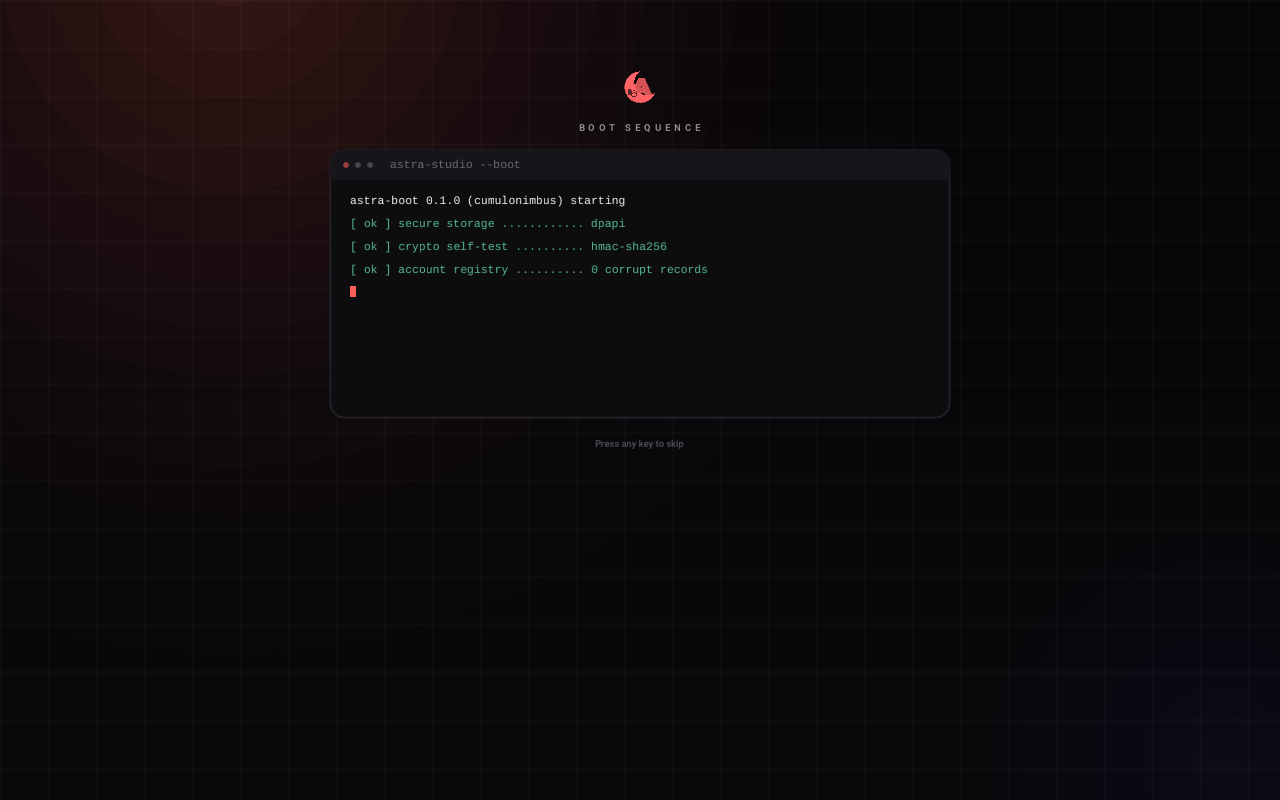 BOOT SEQUENCE
astra-studio --boot
astra-boot 0.1.0 (cumulonimbus) starting
[ ok ] secure storage ............ dpapi
[ ok ] crypto self-test .......... hmac-sha256
[ ok ] account registry .......... 0 corrupt records
Press any key to skip